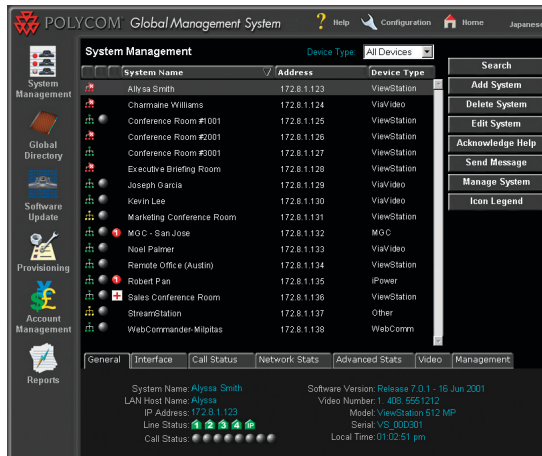 POLYCOM Global Management System ? Help Configuration Home Japanese
System Management Device Type: All Devices
System Name Address Device Type
Allysa Smith 172.8.1.123 ViewStation
Charmaine Williams 172.8.1.124 ViaVideo
Conference Room #1001 172.8.1.125 ViewStation
Conference Room #2001 172.8.1.126 ViewStation
Conference Room #3001 172.8.1.127 ViewStation
Executive Briefing Room 172.8.1.128 ViewStation
Joseph Garcia 172.8.1.129 ViaVideo
Kevin Lee 172.8.1.130 ViaVideo
Marketing Conference Room 172.8.1.131 ViewStation
1 MGC - San Jose 172.8.1.132 MGC
Noel Palmer 172.8.1.133 ViaVideo
Remote Office (Austin) 172.8.1.134 ViewStation
1 Robert Pan 172.8.1.135 iPower
Sales Conference Room 172.8.1.136 ViewStation
StreamStation 172.8.1.137 Other
WebCommander-Milpitas 172.8.1.138 WebComm
System Management
Global Directory
Software Update
Provisioning
Account Management
Reports
Search
Add System
Delete System
Edit System
Acknowledge Help
Send Message
Manage System
Icon Legend
General Interface Call Status Network Stats Advanced Stats Video Management
System Name: Alyssa Smith
LAN Host Name: Alyssa
IP Address: 172.8.1.123
Line Status: 1 2 3 4 IP
Call Status:
Software Version: Release 7.0.1 - 16 Jun 2001
Video Number: 1. 408. 5551212
Model: ViewStation 512 MP
Serial: VS_00D301
Local Time: 01:02:51 pm